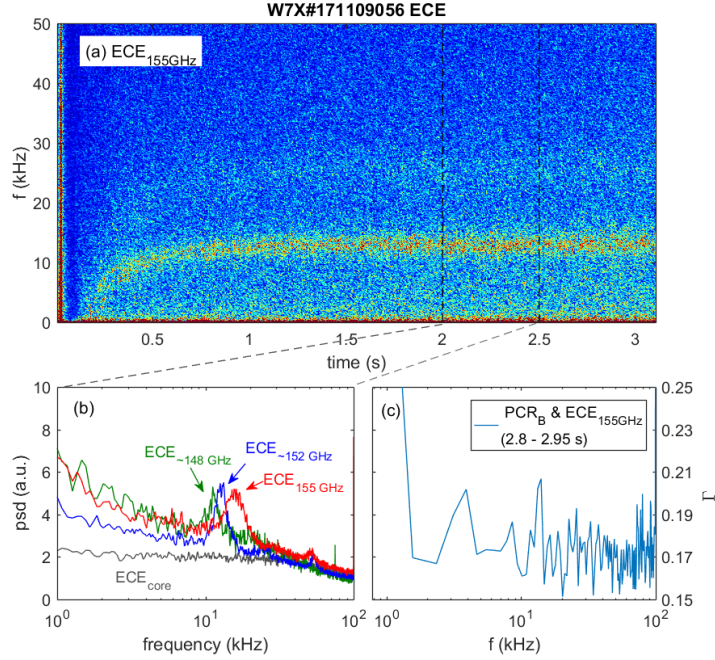 W7X#171109056 ECE
(a) ECE155GHz
f (kHz)
50
40
30
20
10
0
0.5
1
1.5
2
2.5
3
time (s)
(b)
psd (a.u.)
10
8
6
4
2
0
ECE~148 GHz
ECE~152 GHz
ECE155 GHz
ECEcore
10^0
10^1
10^2
frequency (kHz)
(c)
PCRB & ECE155GHz
(2.8 - 2.95 s)
0.25
0.23
0.21
0.19
0.17
0.15
Γ
10^0
10^1
10^2
f (kHz)